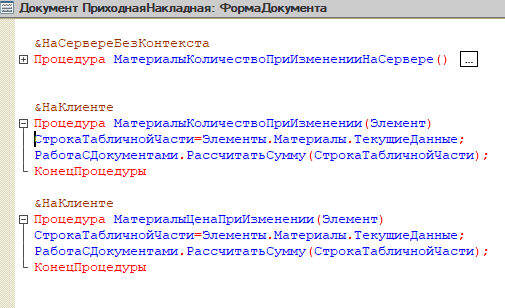 Документ ПриходнаяНакладная: ФормаДокумента
&НаСервереБезКонтекста
Процедура МатериалыКоличествоПриИзмененииНаСервере() ...
&НаКлиенте
Процедура МатериалыКоличествоПриИзменении(Элемент)
СтрокаТабличнойЧасти=Элементы.Материалы.ТекущиеДанные;
РаботаСДокументами.РассчитатьСумму(СтрокаТабличнойЧасти);
КонецПроцедуры
&НаКлиенте
Процедура МатериалыЦенаПриИзменении(Элемент)
СтрокаТабличнойЧасти=Элементы.Материалы.ТекущиеДанные;
РаботаСДокументами.РассчитатьСумму(СтрокаТабличнойЧасти);
КонецПроцедуры